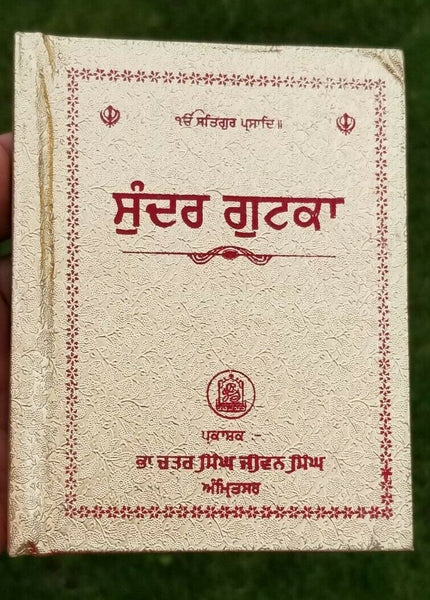 ੴ ਸਤਿਗੁਰ ਪ੍ਰਸਾਦਿ॥
ਸੁੰਦਰ ਗੁਟਕਾ
ਪ੍ਰਕਾਸ਼ਕ :-
ਭਾ. ਚਤਰ ਸਿੰਘ ਜੀਵਨ ਸਿੰਘ
ਅੰਮ੍ਰਿਤਸਰ